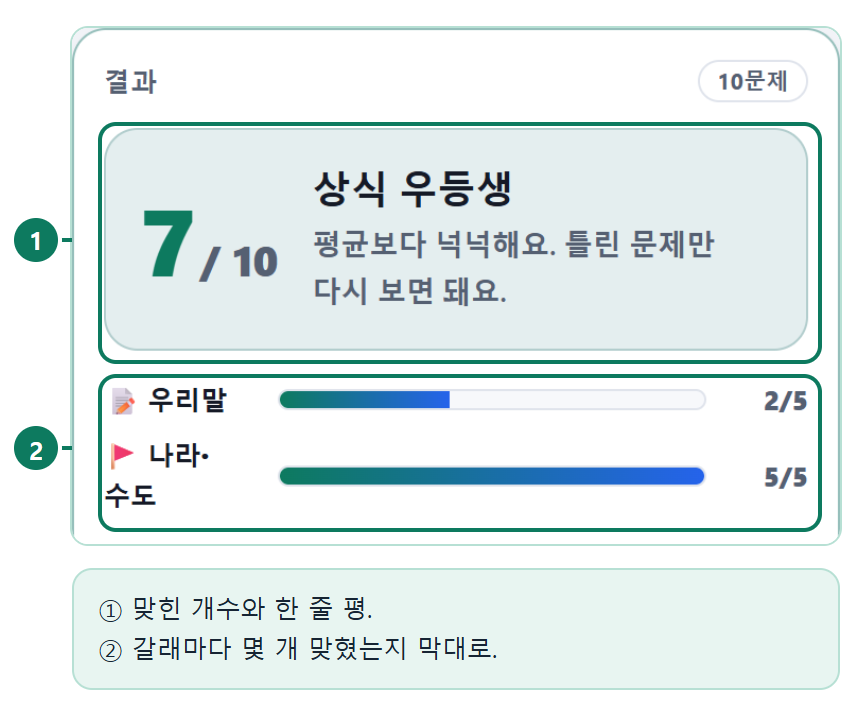 결과
10문제
1
7 / 10
상식 우등생
평균보다 넉넉해요. 틀린 문제만
다시 보면 돼요.
2
우리말
2/5
나라·
수도
5/5
① 맞힌 개수와 한 줄 평.
② 갈래마다 몇 개 맞혔는지 막대로.